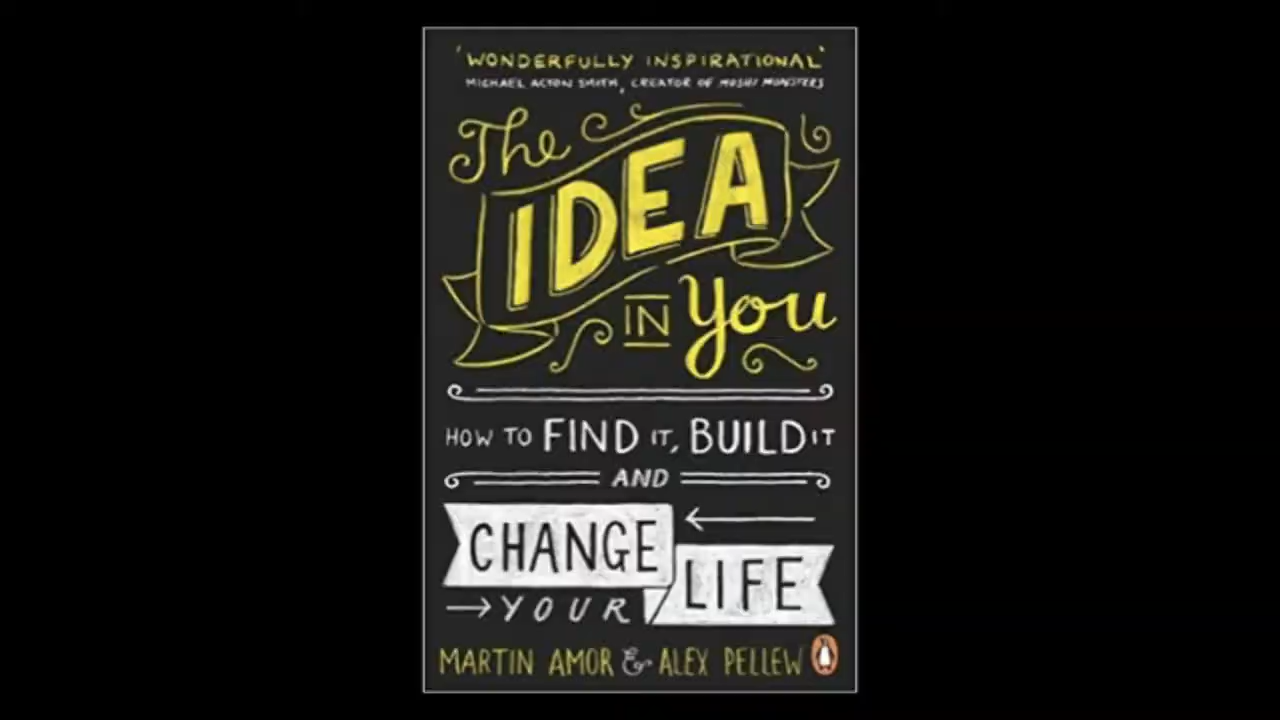 'WONDERFULLY INSPIRATIONAL'
MICHAEL ACTON SMITH, CREATOR OF MOSHI MONSTERS
The
IDEA
IN You
HOW TO FIND IT, BUILD IT
AND
CHANGE
YOUR LIFE
MARTIN AMOR & ALEX PELLEW